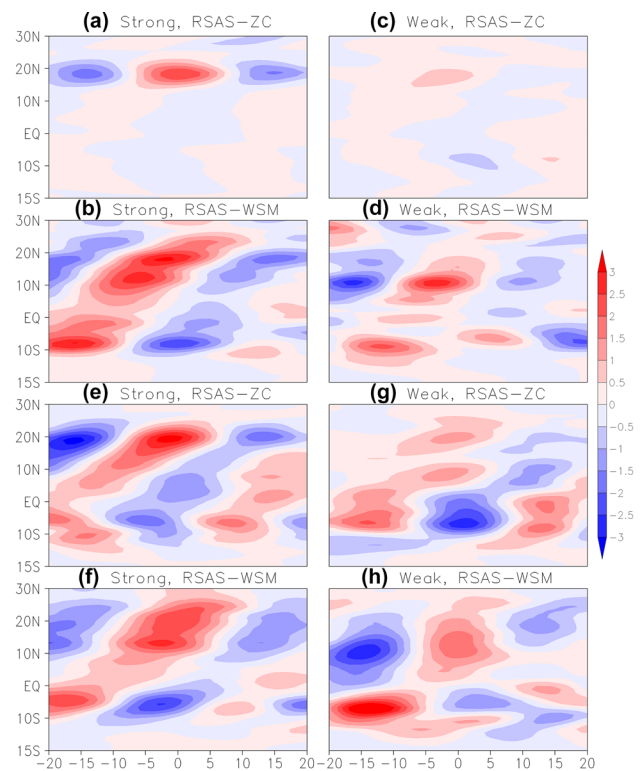 (a) Strong, RSAS-ZC
(c) Weak, RSAS-ZC
30N
20N
10N
EQ
10S
15S
(b) Strong, RSAS-WSM
(d) Weak, RSAS-WSM
30N
20N
10N
EQ
10S
15S
3
2.5
2
1.5
1
0.5
-0.5
-1
-1.5
-2
-2.5
-3
(e) Strong, RSAS-ZC
(g) Weak, RSAS-ZC
30N
20N
10N
EQ
10S
15S
(f) Strong, RSAS-WSM
(h) Weak, RSAS-WSM
30N
20N
10N
EQ
10S
15S
-20 -15 -10 -5 0 5 10 15 20
-20 -15 -10 -5 0 5 10 15 20